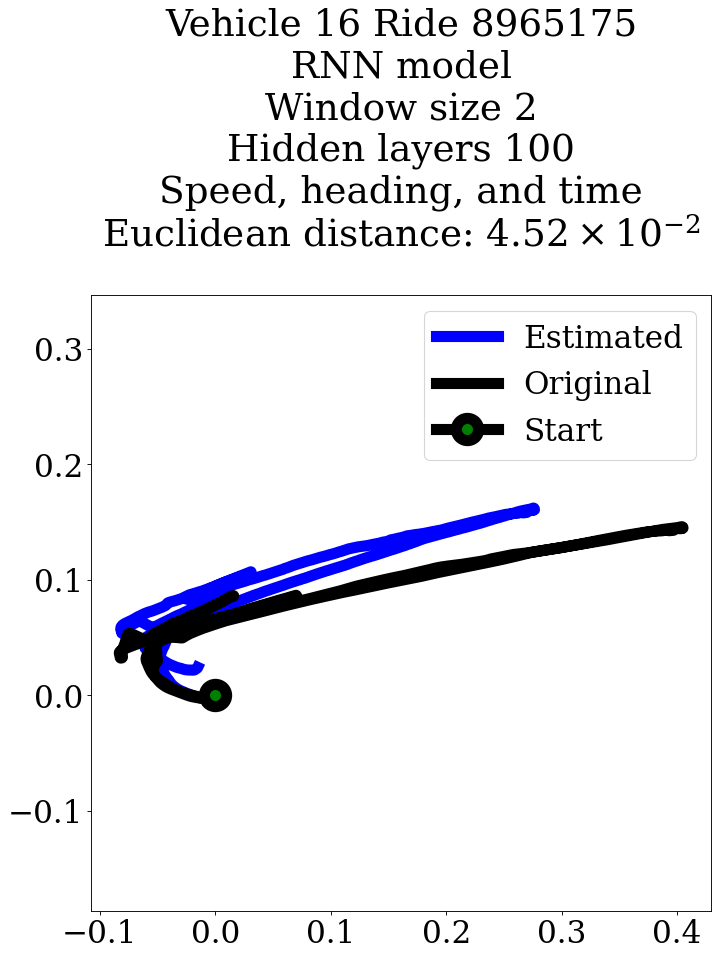 Vehicle 16 Ride 8965175
RNN model
Window size 2
Hidden layers 100
Speed, heading, and time
Euclidean distance: 4.52 × 10⁻²
Estimated
Original
Start
0.3
0.2
0.1
0.0
−0.1
−0.1 0.0 0.1 0.2 0.3 0.4